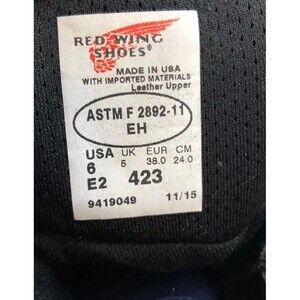 RED WING
SHOES®
MADE IN USA
WITH IMPORTED MATERIALS
Leather Upper
ASTM F 2892-11
EH
USA UK EUR CM
6 5 38.0 24.0
E2 423
9419049 11/15